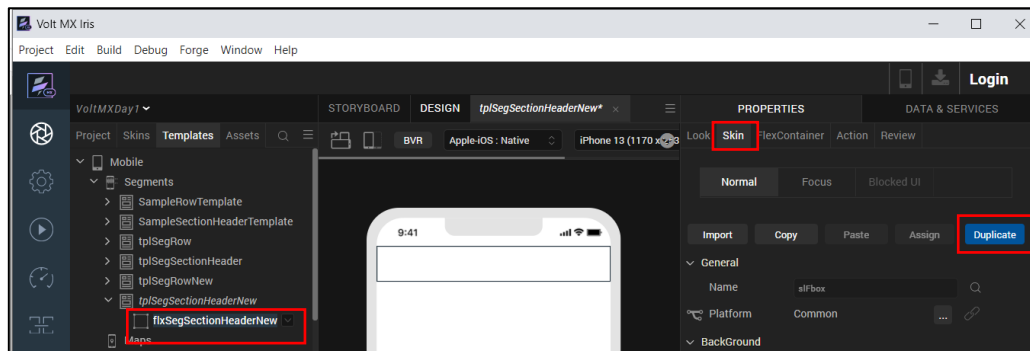 Volt MX Iris
Project Edit Build Debug Forge Window Help
Login
VoltMXDay1
STORYBOARD DESIGN tplSegSectionHeaderNew* ×
PROPERTIES DATA & SERVICES
Project Skins Templates Assets
BVR Apple-iOS : Native iPhone 13 (1170 x
Look Skin FlexContainer Action Review
Mobile
Segments
SampleRowTemplate
SampleSectionHeaderTemplate
tplSegRow
tplSegSectionHeader
tplSegRowNew
tplSegSectionHeaderNew
flxSegSectionHeaderNew
Maps
9:41
Normal Focus Blocked UI
Import Copy Paste Assign Duplicate
General
Name slFbox
Platform Common ...
BackGround